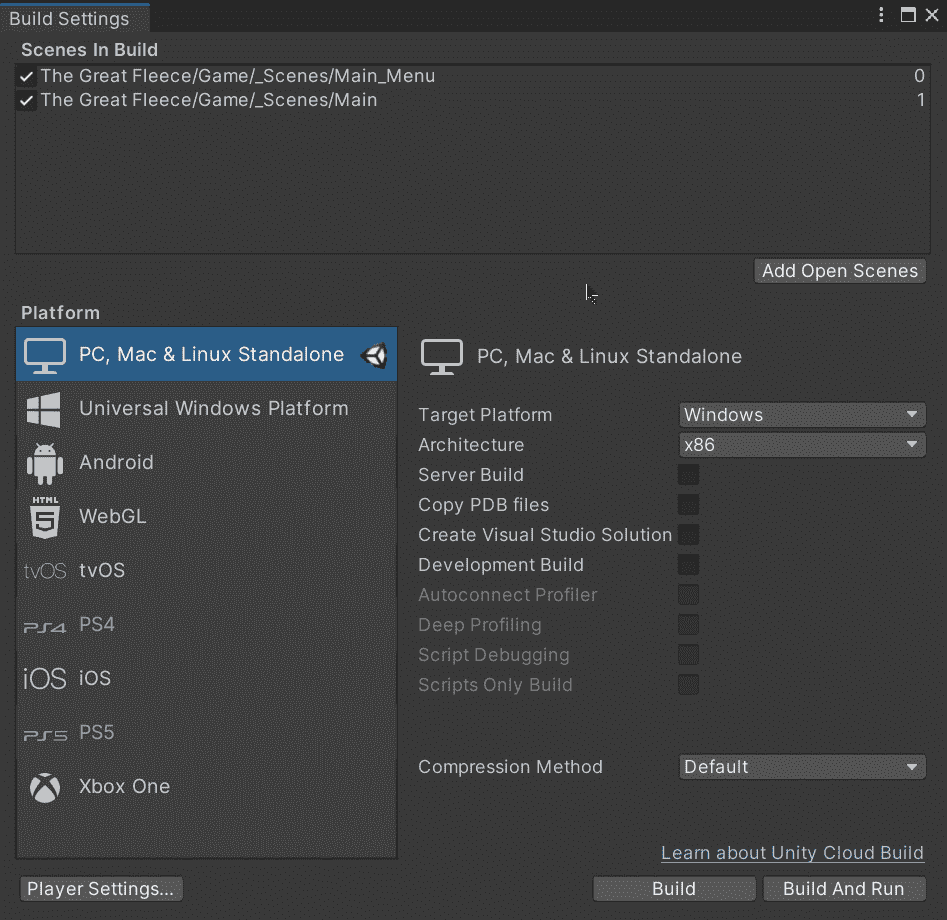 Build Settings
Scenes In Build
The Great Fleece/Game/_Scenes/Main_Menu 0
The Great Fleece/Game/_Scenes/Main 1
Add Open Scenes
Platform
PC, Mac & Linux Standalone
Universal Windows Platform
Android
HTML 5 WebGL
tvOS tvOS
PS4 PS4
iOS iOS
PS5 PS5
Xbox One
PC, Mac & Linux Standalone
Target Platform Windows
Architecture x86
Server Build
Copy PDB files
Create Visual Studio Solution
Development Build
Autoconnect Profiler
Deep Profiling
Script Debugging
Scripts Only Build
Compression Method Default
Learn about Unity Cloud Build
Player Settings... Build Build And Run